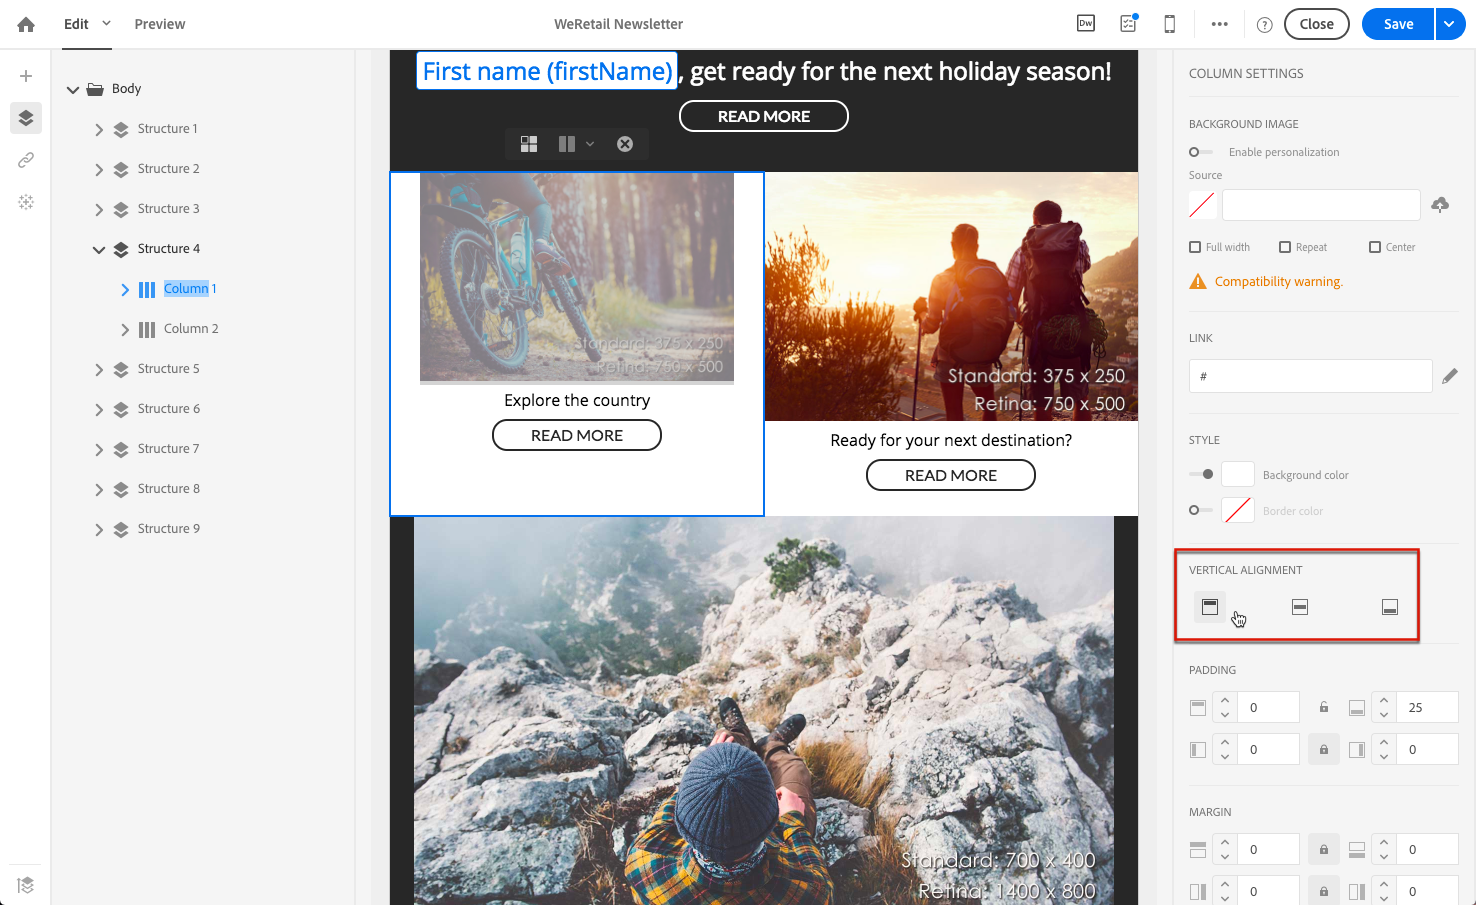 Edit
Preview
WeRetail Newsletter
Dw
Close
Save
Body
Structure 1
Structure 2
Structure 3
Structure 4
Column 1
Column 2
Structure 5
Structure 6
Structure 7
Structure 8
Structure 9
First name (firstName), get ready for the next holiday season!
READ MORE
Standard: 375 x 250
Retina: 750 x 500
Explore the country
READ MORE
Standard: 375 x 250
Retina: 750 x 500
Ready for your next destination?
READ MORE
Standard: 700 x 400
Retina: 1400 x 800
COLUMN SETTINGS
BACKGROUND IMAGE
Enable personalization
Source
Full width Repeat Center
Compatibility warning.
LINK
#
STYLE
Background color
Border color
VERTICAL ALIGNMENT
PADDING
0 25
0 0
MARGIN
0 0
0 0